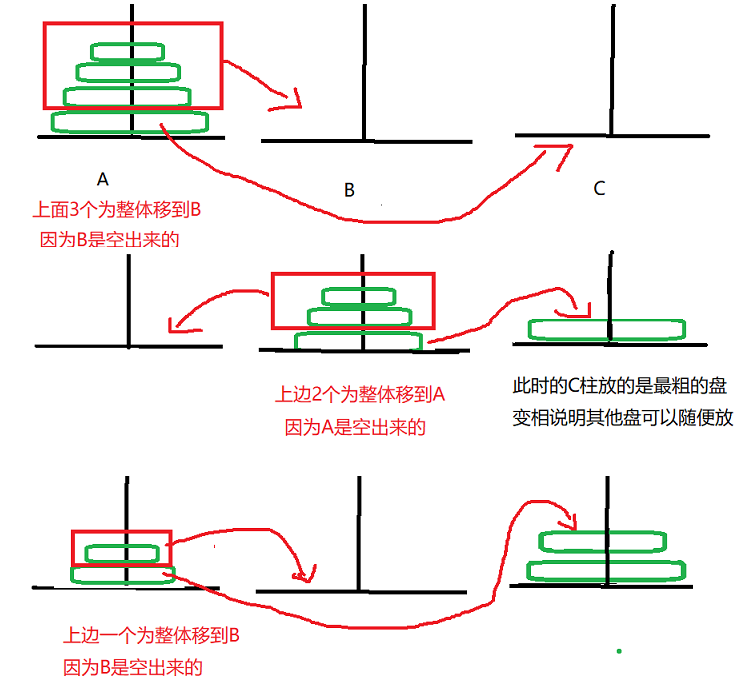 A
B
C
上面3个为整体移到B
因为B是空出来的
上边2个为整体移到A
因为A是空出来的
此时的C柱放的是最粗的盘
变相说明其他盘可以随便放
上边一个为整体移到B
因为B是空出来的